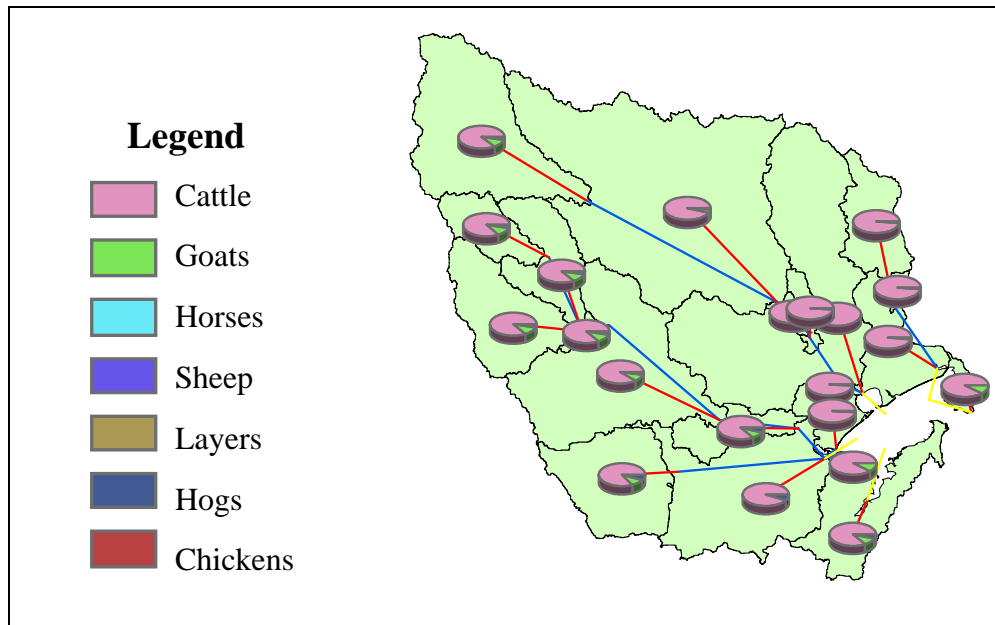 Legend
Cattle
Goats
Horses
Sheep
Layers
Hogs
Chickens